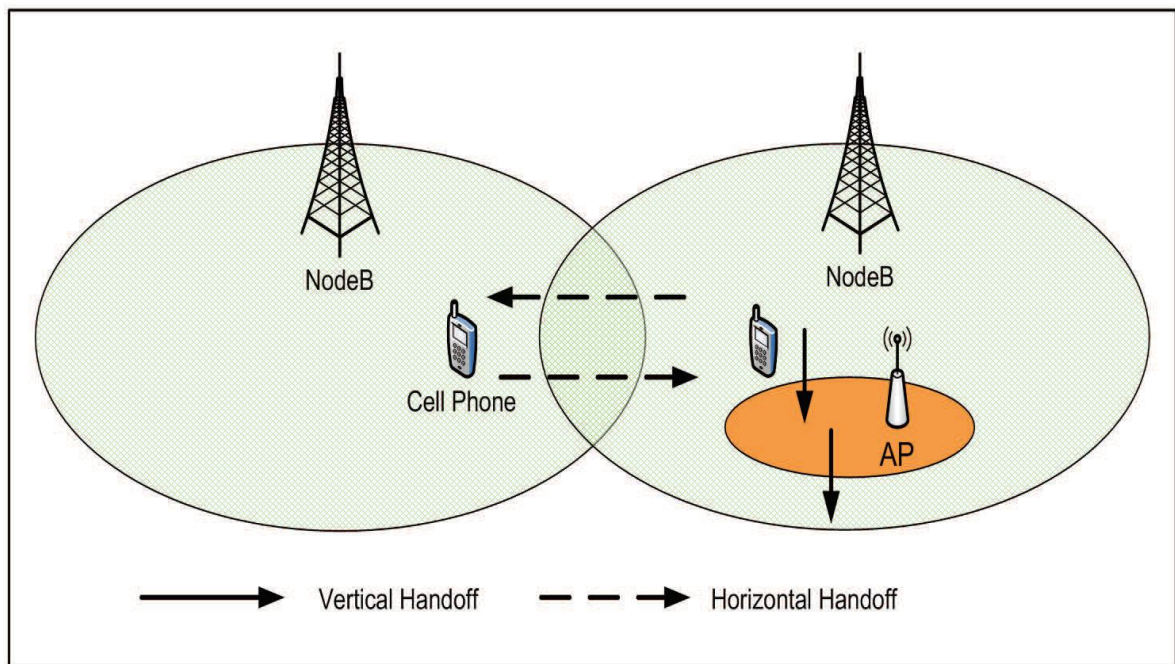 NodeB
NodeB
Cell Phone
AP
Vertical Handoff
Horizontal Handoff